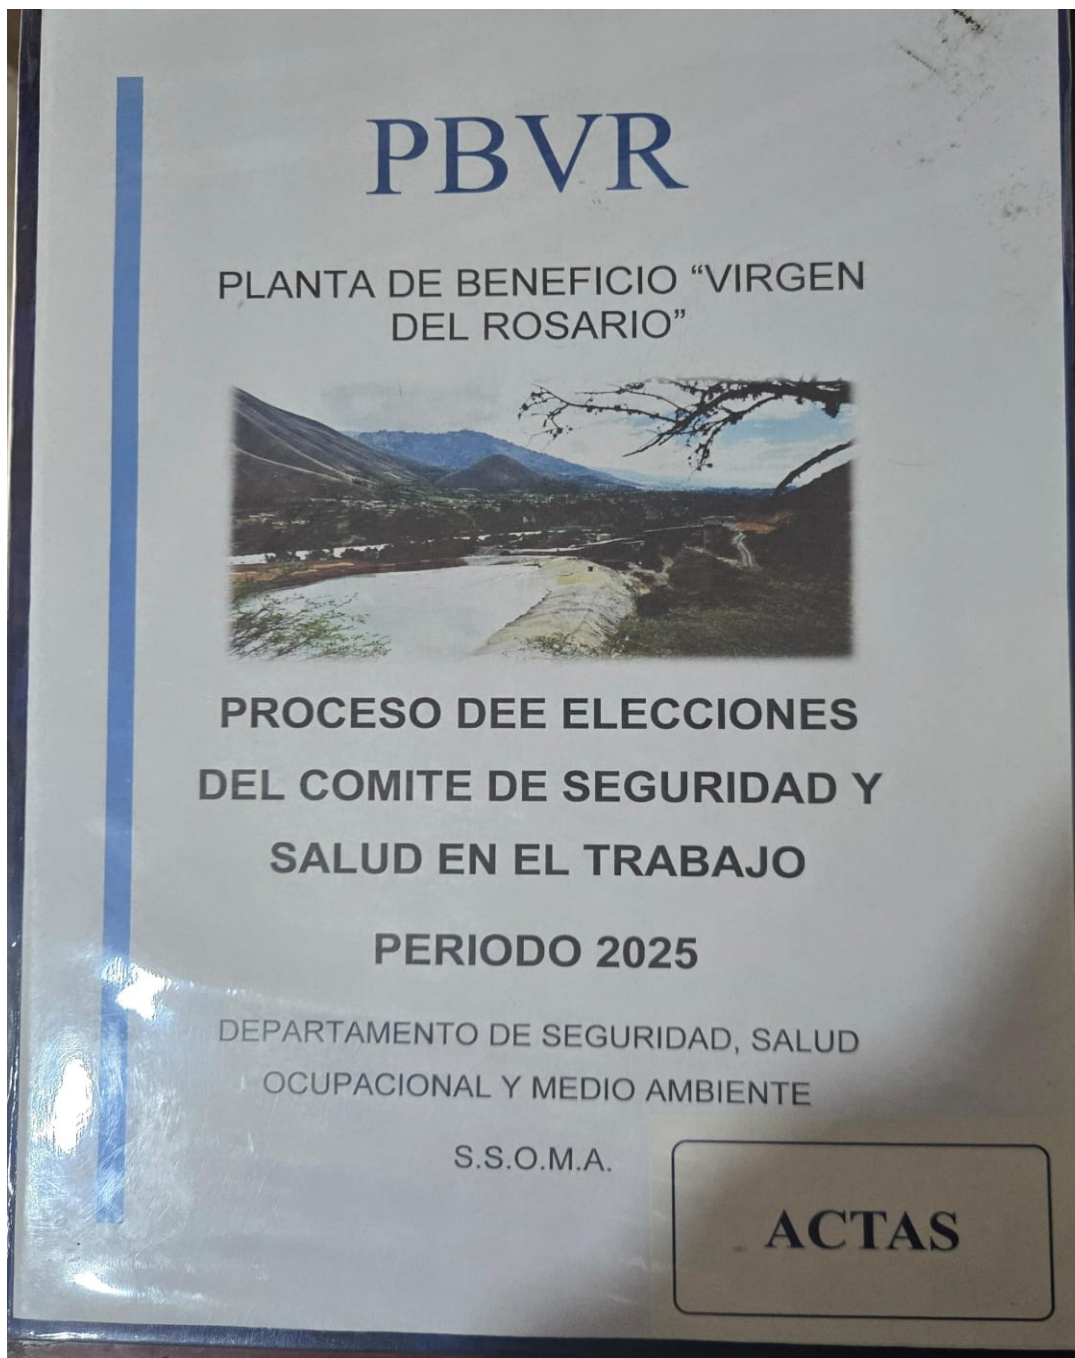 PBVR
PLANTA DE BENEFICIO “VIRGEN
DEL ROSARIO”
PROCESO DEE ELECCIONES
DEL COMITE DE SEGURIDAD Y
SALUD EN EL TRABAJO
PERIODO 2025
DEPARTAMENTO DE SEGURIDAD, SALUD
OCUPACIONAL Y MEDIO AMBIENTE
S.S.O.M.A.
ACTAS